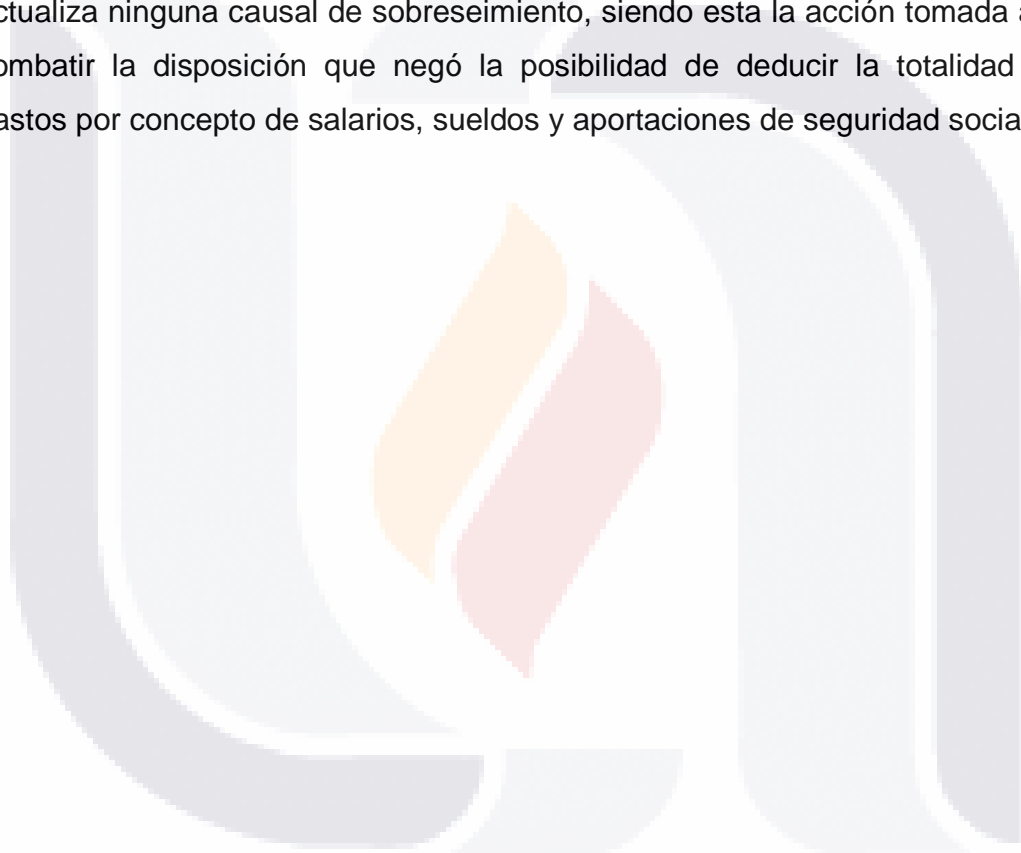 ctualiza ninguna causal de sobreseimiento, siendo esta la acción tomada a
ombatir la disposición que negó la posibilidad de deducir la totalidad
astos por concepto de salarios, sueldos y aportaciones de seguridad socia